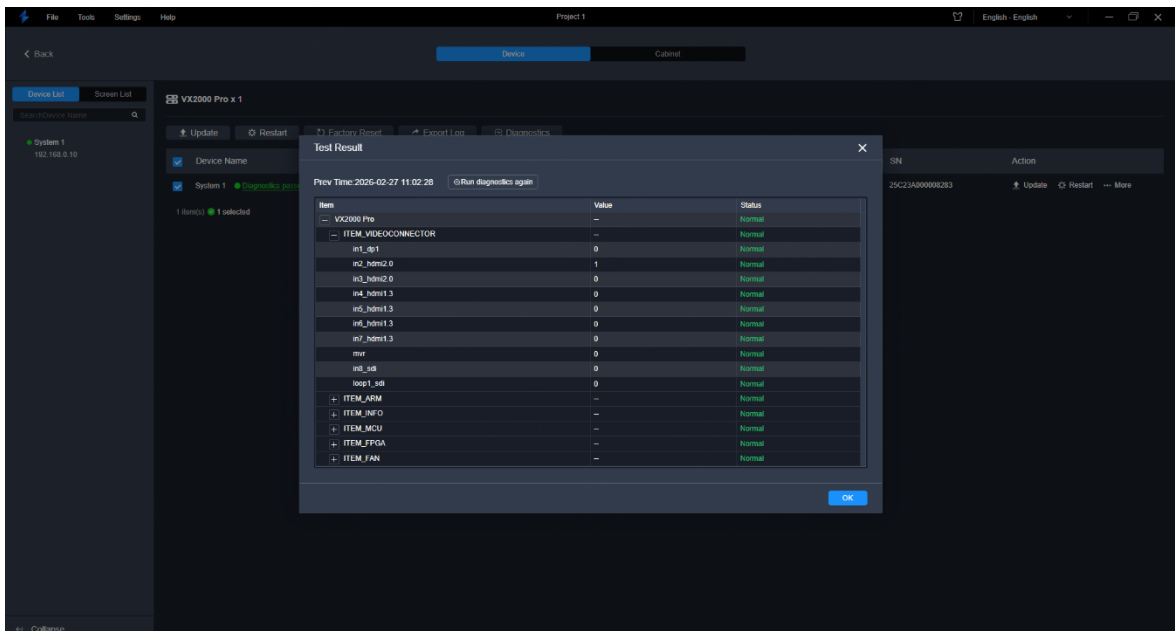 File Tools Settings Help Project 1 English - English
Back Device Cabinet
Device List Screen List
SearchDevice Name
System 1
192.168.0.10
VX2000 Pro x 1
Update Restart Factory Reset Export Log Diagnostics
Device Name SN Action
System 1 Diagnostics pass 25C23A000008283 Update Restart ··· More
1 item(s) 1 selected
Test Result
Prev Time:2026-02-27 11:02:28 Run diagnostics again
Item Value Status
VX2000 Pro -- Normal
ITEM_VIDEOCONNECTOR -- Normal
in1_dp1 0 Normal
in2_hdmi2.0 1 Normal
in3_hdmi2.0 0 Normal
in4_hdmi1.3 0 Normal
in5_hdmi1.3 0 Normal
in6_hdmi1.3 0 Normal
in7_hdmi1.3 0 Normal
mvr 0 Normal
in8_sdi 0 Normal
loop1_sdi 0 Normal
ITEM_ARM -- Normal
ITEM_INFO -- Normal
ITEM_MCU -- Normal
ITEM_FPGA -- Normal
ITEM_FAN -- Normal
OK
Collapse